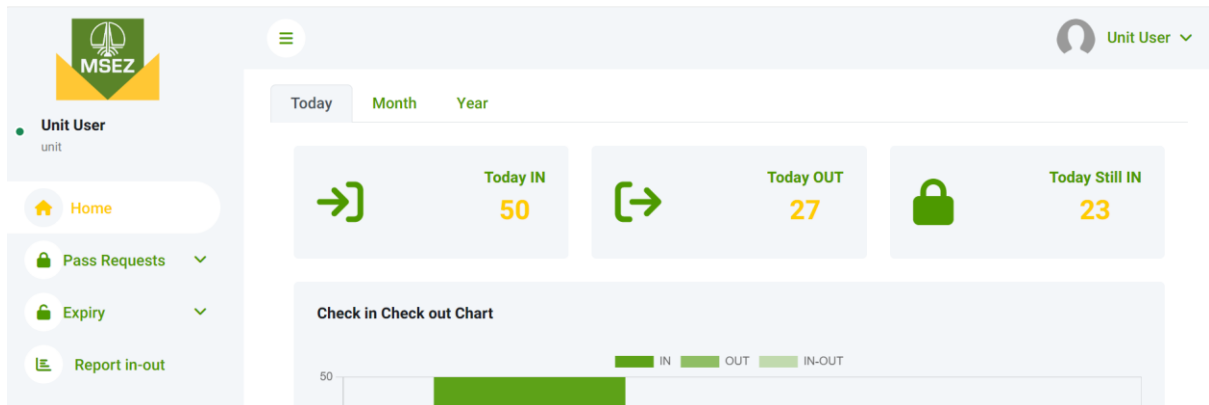 MSEZ
Unit User
unit
Home
Pass Requests
Expiry
Report in-out
Unit User
Today Month Year
Today IN
50
Today OUT
27
Today Still IN
23
Check in Check out Chart
IN OUT IN-OUT
50